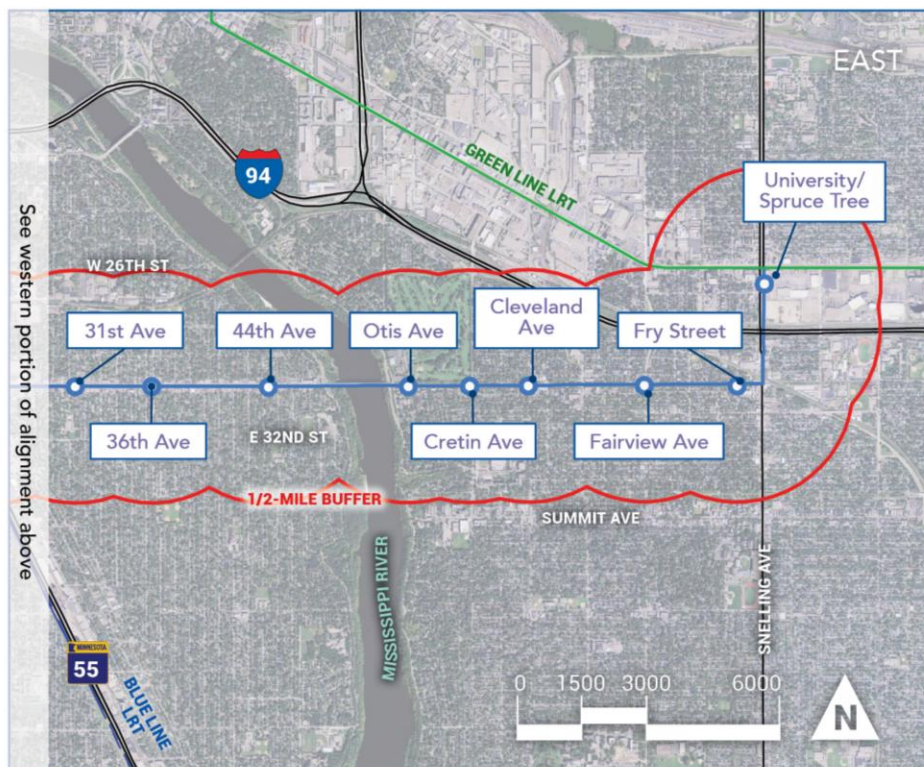 EAST
94
GREEN LINE LRT
University/
Spruce Tree
See western portion of alignment above
W 26TH ST
31st Ave
44th Ave
Otis Ave
Cleveland
Ave
Fry Street
36th Ave
E 32ND ST
Cretin Ave
Fairview Ave
1/2-MILE BUFFER
SUMMIT AVE
MISSISSIPPI RIVER
SNELLING AVE
MINNESOTA
55
BLUE LINE
LRT
0 1500 3000 6000
N